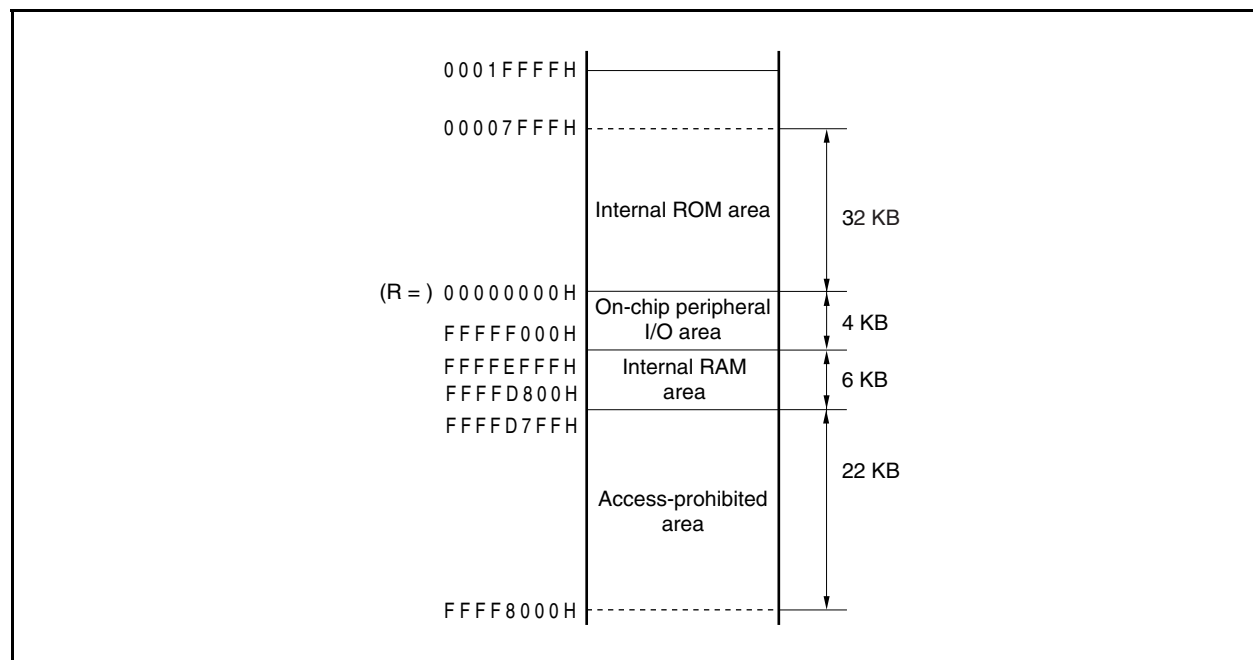 0001FFFFH
00007FFFH
Internal ROM area
32 KB
(R = ) 00000000H
On-chip peripheral
I/O area
4 KB
FFFFF000H
FFFFEFFFH
Internal RAM
area
6 KB
FFFFD800H
FFFFD7FFH
22 KB
Access-prohibited
area
FFFF8000H